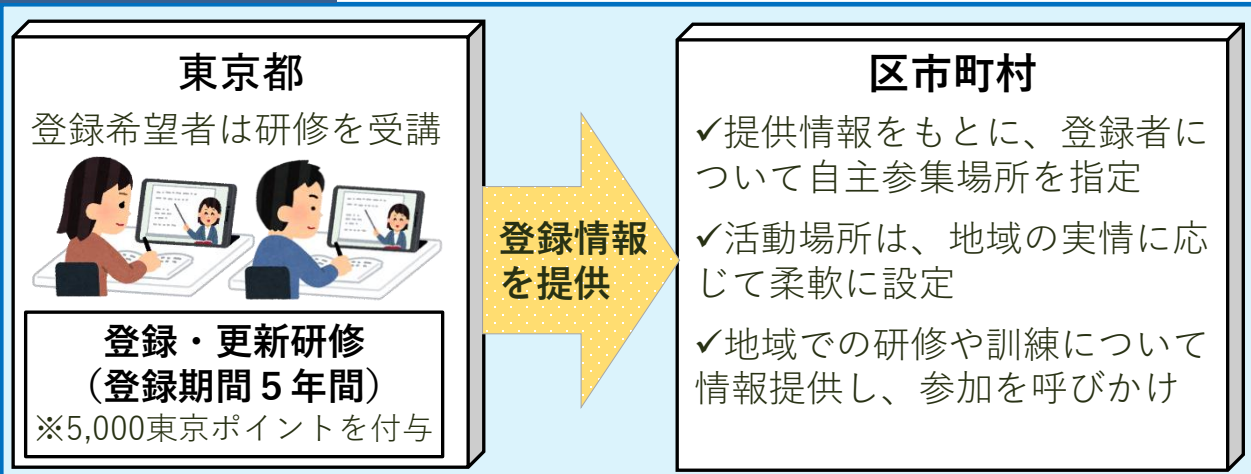 東京都
登録希望者は研修を受講
登録・更新研修
（登録期間５年間）
※5,000東京ポイントを付与
登録情報
を提供
区市町村
✓提供情報をもとに、登録者に
ついて自主参集場所を指定
✓活動場所は、地域の実情に応
じて柔軟に設定
✓地域での研修や訓練について
情報提供し、参加を呼びかけ